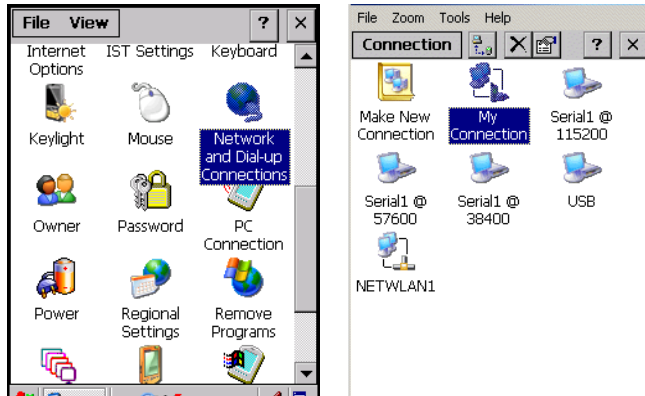 File View ? ×
Internet Options
IST Settings
Keyboard
Keylight
Mouse
Network and Dial-up Connections
Owner
Password
PC Connection
Power
Regional Settings
Remove Programs
File Zoom Tools Help
Connection ? ×
Make New Connection
My Connection
Serial1 @ 115200
Serial1 @ 57600
Serial1 @ 38400
USB
NETWLAN1